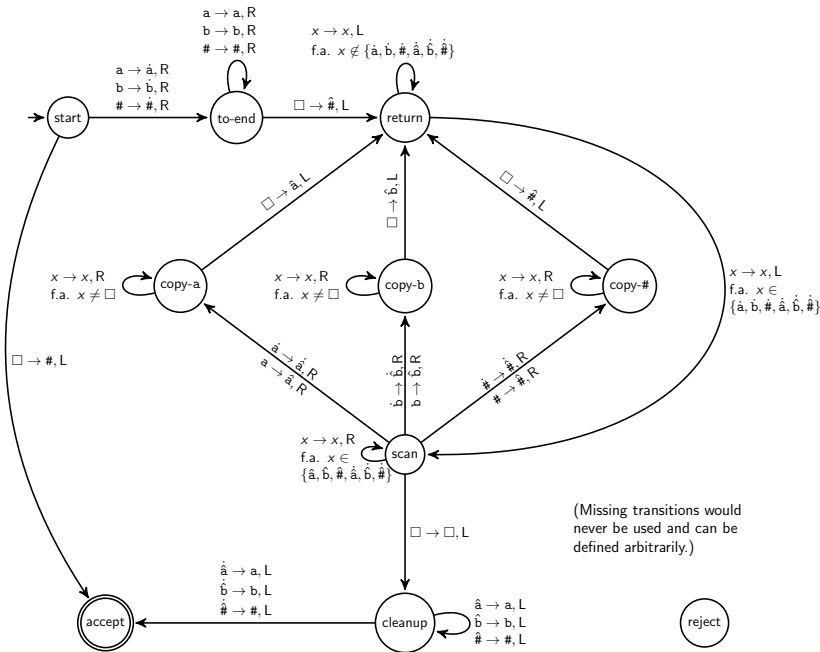 a → a, R
b → b, R
# → #, R
x → x, L
f.a. x ∉ {ȧ, ḃ, #̇, â̇, b̂̇, #̂̇}
a → ȧ, R
b → ḃ, R
# → #̇, R
start
to-end
□ → #̂, L
return
□ → â, L
□ → b̂, L
□ → #̂, L
x → x, R
f.a. x ≠ □
copy-a
x → x, R
f.a. x ≠ □
copy-b
x → x, R
f.a. x ≠ □
copy-#
x → x, L
f.a. x ∈
{ȧ, ḃ, #̇, â̇, b̂̇, #̂̇}
□ → #, L
ȧ → â̇, R
a → â, R
ḃ → b̂̇, R
b → b̂, R
#̇ → #̂̇, R
# → #̂, R
x → x, R
f.a. x ∈
{â, b̂, #̂, â̇, b̂̇, #̂̇}
scan
□ → □, L
(Missing transitions would
never be used and can be
defined arbitrarily.)
â̇ → a, L
b̂̇ → b, L
#̂̇ → #, L
accept
cleanup
â → a, L
b̂ → b, L
#̂ → #, L
reject